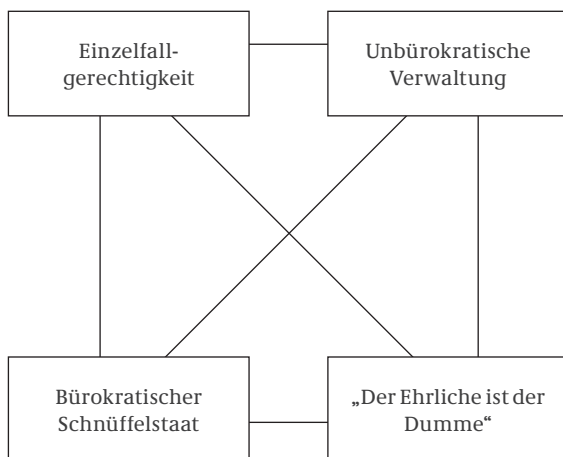 Einzelfall-
gerechtigkeit
Unbürokratische
Verwaltung
Bürokratischer
Schnüffelstaat
„Der Ehrliche ist der
Dumme“